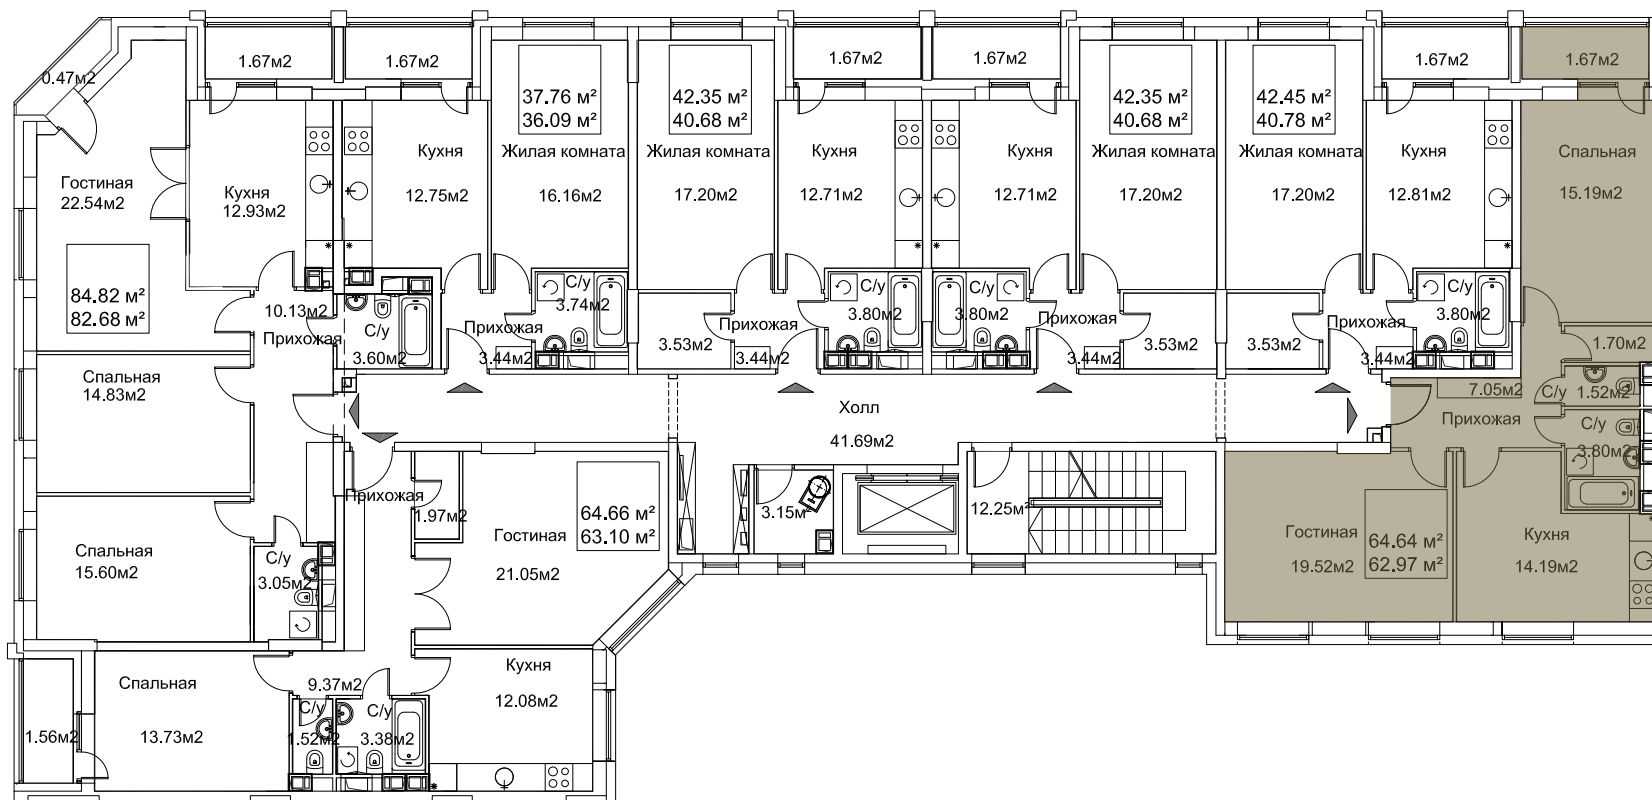 0.47м2
1.67м2
1.67м2
1.67м2
1.67м2
1.67м2
1.67м2
37.76 м²
36.09 м²
42.35 м²
40.68 м²
42.35 м²
40.68 м²
42.45 м²
40.78 м²
Гостиная
22.54м2
Кухня
12.93м2
Кухня
12.75м2
Жилая комната
16.16м2
Жилая комната
17.20м2
Кухня
12.71м2
Кухня
12.71м2
Жилая комната
17.20м2
Жилая комната
17.20м2
Кухня
12.81м2
Спальная
15.19м2
84.82 м²
82.68 м²
10.13м2
Прихожая
С/у
3.60м2
Прихожая
3.44м2
С/у
3.74м2
3.53м2
Прихожая
3.44м2
С/у
3.80м2
С/у
3.80м2
Прихожая
3.44м2
3.53м2
3.53м2
Прихожая
3.44м2
С/у
3.80м2
1.70м2
Спальная
14.83м2
Холл
41.69м2
7.05м2
Прихожая
С/у 1.52м2
С/у
3.80м2
Прихожая
1.97м2
Гостиная
21.05м2
64.66 м²
63.10 м²
3.15м²
12.25м²
Гостиная
19.52м2
64.64 м²
62.97 м²
Кухня
14.19м2
Спальная
15.60м2
С/у
3.05м2
Спальная
13.73м2
1.56м2
9.37м2
С/у
1.52м2
С/у
3.38м2
Кухня
12.08м2